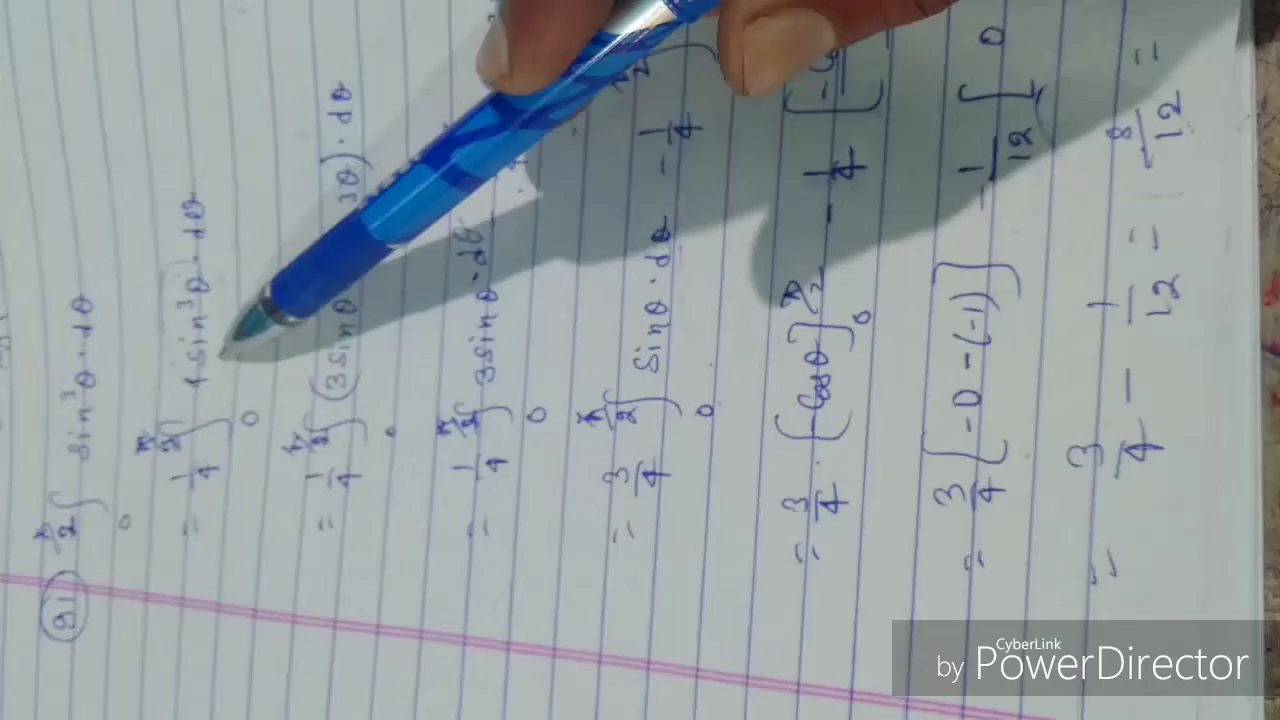 91) ∫₀^π/2 sin³θ·dθ
= 1/4 ∫₀^π/2 4sin³θ·dθ
= 1/4 ∫₀^π/2 (3sinθ 3θ)·dθ
= 1/4 ∫₀^π/2 3sinθ·dθ
= 3/4 ∫₀^π/2 sinθ·dθ - 1/4
= 3/4·[-cosθ]₀^π/2 - 1/4 [
= 3/4 [-0-(-1)] - 1/12 [0
= 3/4 - 1/12 = 8/12 =
CyberLink
by PowerDirector